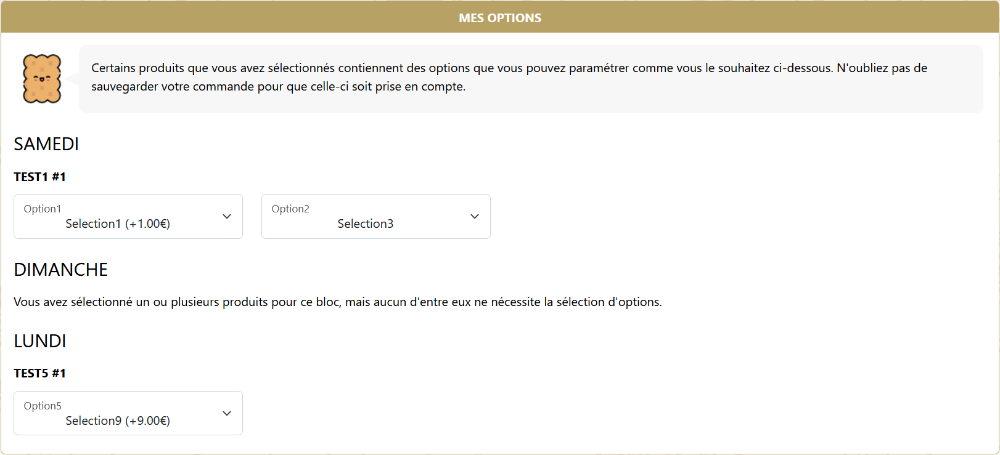 MES OPTIONS
Certains produits que vous avez sélectionnés contiennent des options que vous pouvez paramétrer comme vous le souhaitez ci-dessous. N'oubliez pas de
sauvegarder votre commande pour que celle-ci soit prise en compte.
SAMEDI
TEST1 #1
Option1
Selection1 (+1.00€)
Option2
Selection3
DIMANCHE
Vous avez sélectionné un ou plusieurs produits pour ce bloc, mais aucun d'entre eux ne nécessite la sélection d'options.
LUNDI
TEST5 #1
Option5
Selection9 (+9.00€)